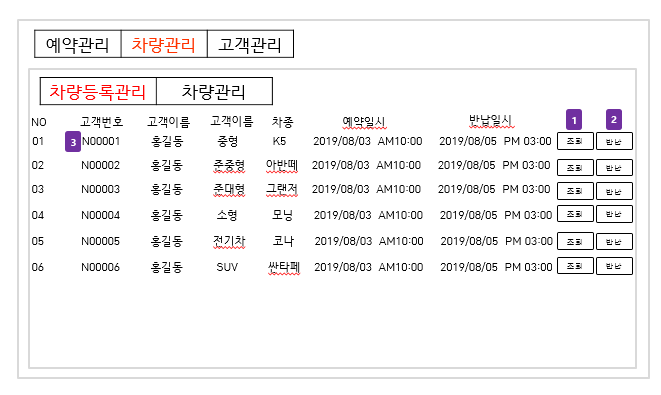 예약관리 차량관리 고객관리
차량등록관리 차량관리
NO 고객번호 고객이름 고객이름 차종 예약일시 반납일시 1 2
01 3 N00001 홍길동 중형 K5 2019/08/03 AM10:00 2019/08/05 PM 03:00 조회 반납
02 N00002 홍길동 준중형 아반떼 2019/08/03 AM10:00 2019/08/05 PM 03:00 조회 반납
03 N00003 홍길동 준대형 그랜저 2019/08/03 AM10:00 2019/08/05 PM 03:00 조회 반납
04 N00004 홍길동 소형 모닝 2019/08/03 AM10:00 2019/08/05 PM 03:00 조회 반납
05 N00005 홍길동 전기차 코나 2019/08/03 AM10:00 2019/08/05 PM 03:00 조회 반납
06 N00006 홍길동 SUV 싼타페 2019/08/03 AM10:00 2019/08/05 PM 03:00 조회 반납